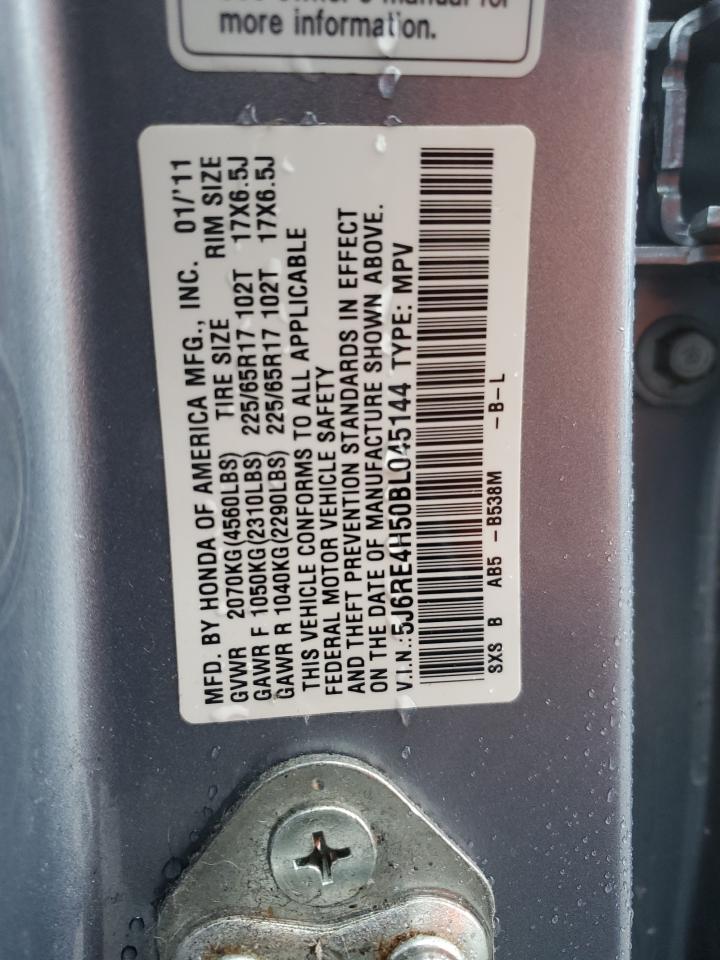 more information.
MFD. BY HONDA OF AMERICA MFG., INC. 01/'11
GVWR 2070KG(4560LBS) TIRE SIZE RIM SIZE
GAWR F 1050KG(2310LBS) 225/65R17 102T 17X6.5J
GAWR R 1040KG(2290LBS) 225/65R17 102T 17X6.5J
THIS VEHICLE CONFORMS TO ALL APPLICABLE
FEDERAL MOTOR VEHICLE SAFETY
AND THEFT PREVENTION STANDARDS IN EFFECT
ON THE DATE OF MANUFACTURE SHOWN ABOVE.
V.I.N.: 5J6RE4H50BL045144 TYPE: MPV
SXS B AB5 -B538M -B-L